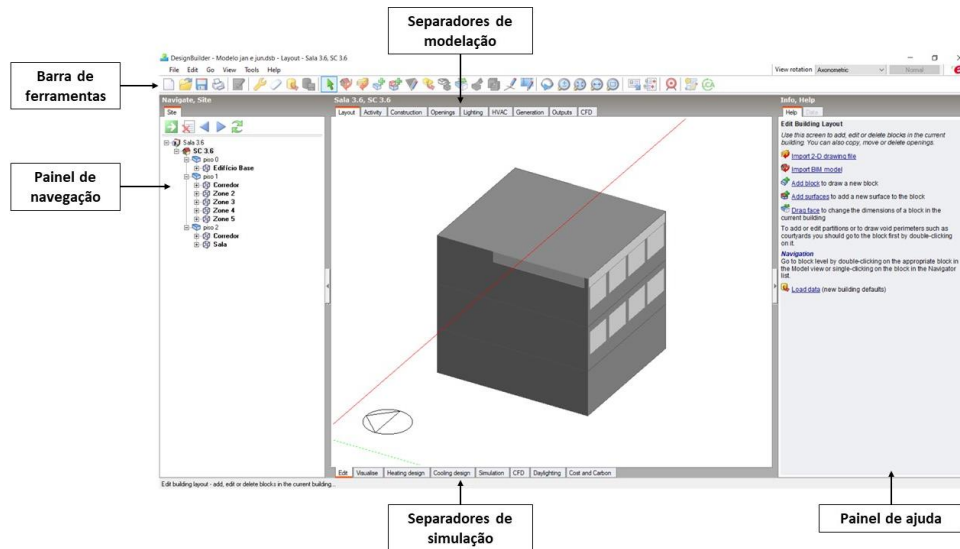 Separadores de
modelação
Barra de
ferramentas
Painel de
navegação
DesignBuilder - Modelo jan e jun.dsb - Layout - Sala 3.6, SC 3.6
File Edit Go View Tools Help
View rotation Axonometric Normal
Navigate, Site
Site
Sala 3.6
SC 3.6
piso 0
Edifício Base
piso 1
Corredor
Zone 2
Zone 3
Zone 4
Zone 5
piso 2
Corredor
Sala
Sala 3.6, SC 3.6
Layout Activity Construction Openings Lighting HVAC Generation Outputs CFD
Edit Visualise Heating design Cooling design Simulation CFD Daylighting Cost and Carbon
Info, Help
Help Data
Edit Building Layout
Use this screen to add, edit or delete blocks in the current
building. You can also copy, move or delete openings:
Import 2-D drawing file
Import BIM model
Add block to draw a new block
Add surfaces to add a new surface to the block
Drag face to change the dimensions of a block in the
current building
To add or edit partitions or to draw void perimeters such as
courtyards you should go to the block first by double-clicking
on it.
Navigation
Go to block level by double-clicking on the appropriate block in
the Model view or single-clicking on the block in the Navigator
list.
Load data (new building defaults)
Edit building layout - add, edit or delete blocks in the current building...
Separadores de
simulação
Painel de ajuda